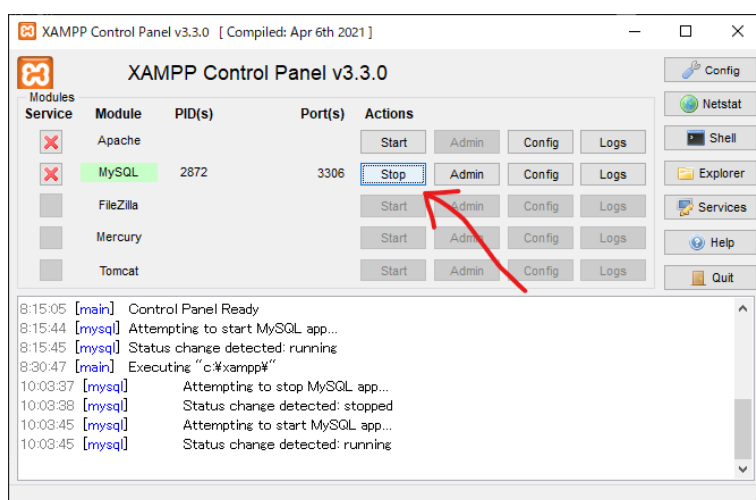 XAMPP Control Panel v3.3.0 [ Compiled: Apr 6th 2021 ]
XAMPP Control Panel v3.3.0
Config
Modules
Netstat
Service Module PID(s) Port(s) Actions
Apache Start Admin Config Logs
Shell
MySQL 2872 3306 Stop Admin Config Logs
Explorer
FileZilla Start Admin Config Logs
Services
Mercury Start Admin Config Logs
Help
Tomcat Start Admin Config Logs
Quit
8:15:05 [main] Control Panel Ready
8:15:44 [mysql] Attempting to start MySQL app...
8:15:45 [mysql] Status change detected: running
8:30:47 [main] Executing "c:¥xampp¥"
10:03:37 [mysql] Attempting to stop MySQL app...
10:03:38 [mysql] Status change detected: stopped
10:03:45 [mysql] Attempting to start MySQL app...
10:03:45 [mysql] Status change detected: running